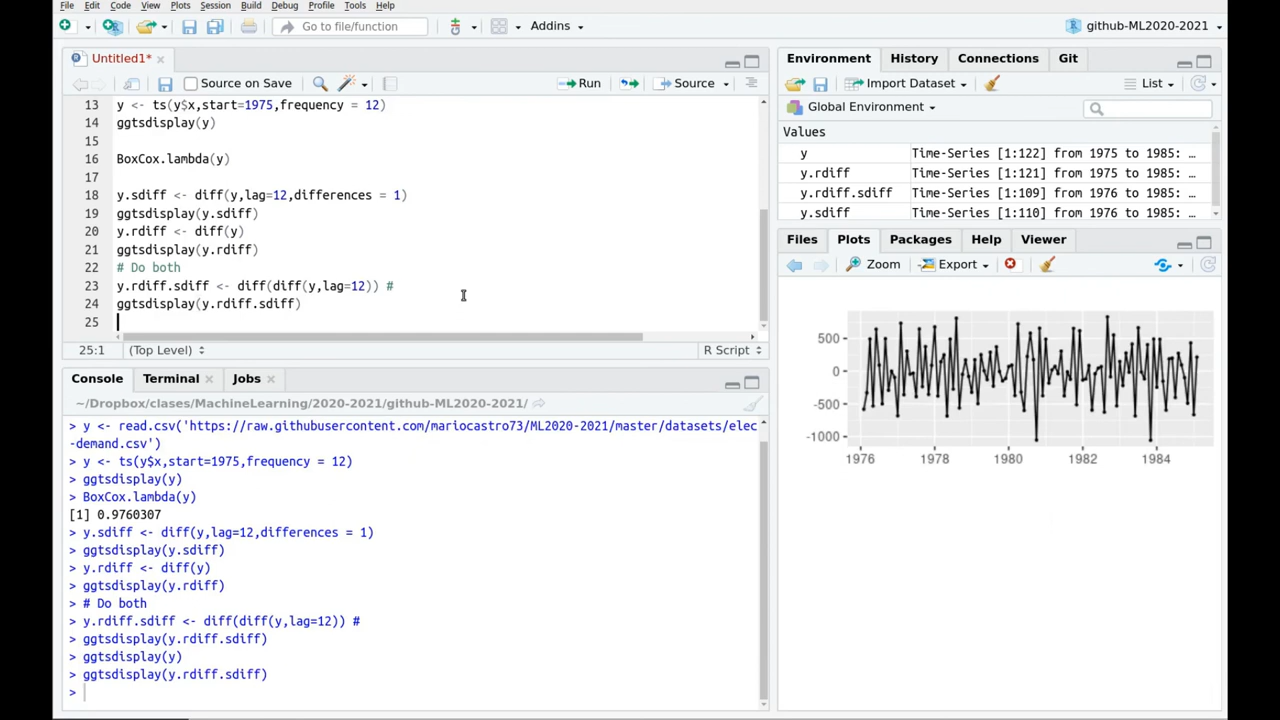 File Edit Code View Plots Session Build Debug Profile Tools Help
Go to file/function Addins github-ML2020-2021
Untitled1*
Source on Save Run Source
13 y <- ts(y$x,start=1975,frequency = 12)
14 ggtsdisplay(y)
15
16 BoxCox.lambda(y)
17
18 y.sdiff <- diff(y,lag=12,differences = 1)
19 ggtsdisplay(y.sdiff)
20 y.rdiff <- diff(y)
21 ggtsdisplay(y.rdiff)
22 # Do both
23 y.rdiff.sdiff <- diff(diff(y,lag=12)) #
24 ggtsdisplay(y.rdiff.sdiff)
25
25:1 (Top Level) R Script
Console Terminal Jobs
~/Dropbox/clases/MachineLearning/2020-2021/github-ML2020-2021/
> y <- read.csv('https://raw.githubusercontent.com/mariocastro73/ML2020-2021/master/datasets/elec
-demand.csv')
> y <- ts(y$x,start=1975,frequency = 12)
> ggtsdisplay(y)
> BoxCox.lambda(y)
[1] 0.9760307
> y.sdiff <- diff(y,lag=12,differences = 1)
> ggtsdisplay(y.sdiff)
> y.rdiff <- diff(y)
> ggtsdisplay(y.rdiff)
> # Do both
> y.rdiff.sdiff <- diff(diff(y,lag=12)) #
> ggtsdisplay(y.rdiff.sdiff)
> ggtsdisplay(y)
> ggtsdisplay(y.rdiff.sdiff)
>
Environment History Connections Git
Import Dataset List
Global Environment
Values
y Time-Series [1:122] from 1975 to 1985: …
y.rdiff Time-Series [1:121] from 1975 to 1985: …
y.rdiff.sdiff Time-Series [1:109] from 1976 to 1985: …
y.sdiff Time-Series [1:110] from 1976 to 1985: …
Files Plots Packages Help Viewer
Zoom Export
500
0
-500
-1000
1976 1978 1980 1982 1984